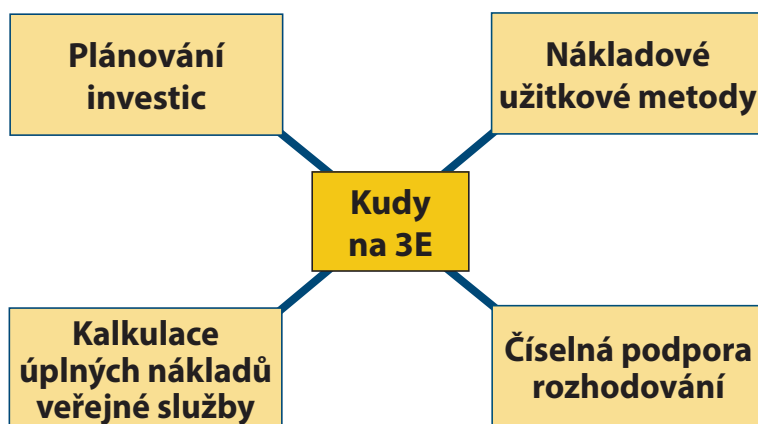 Plánování
investic
Nákladové
užitkové metody
Kudy
na 3E
Kalkulace
úplných nákladů
veřejné služby
Číselná podpora
rozhodování